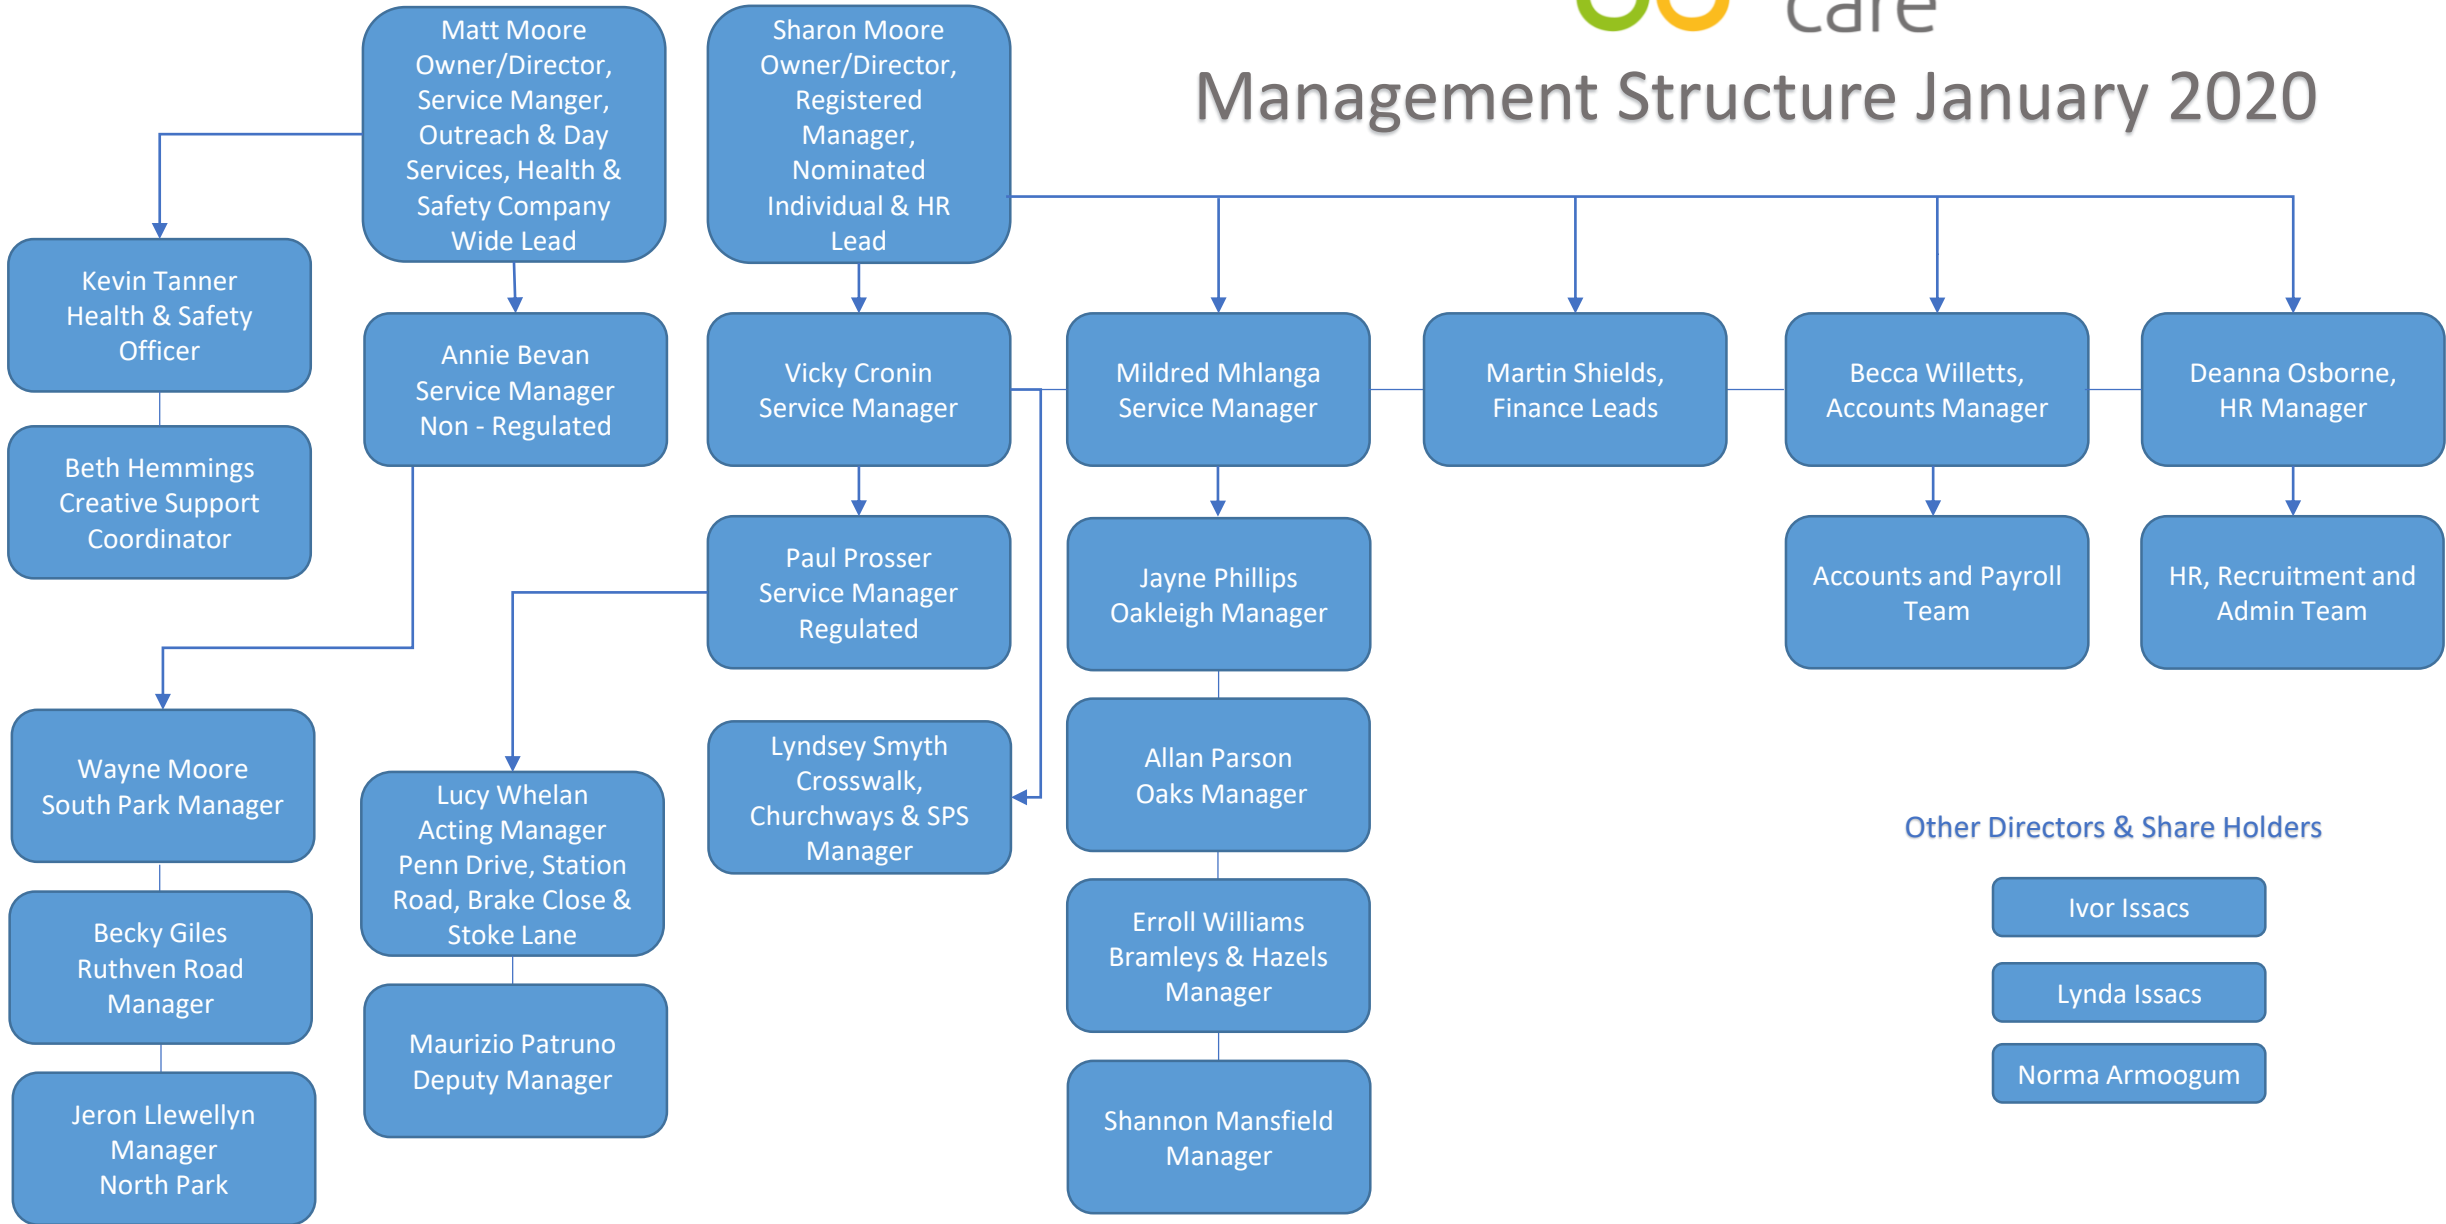 care
Management Structure January 2020
Matt Moore
Owner/Director,
Service Manger,
Outreach & Day
Services, Health &
Safety Company
Wide Lead
Sharon Moore
Owner/Director,
Registered
Manager,
Nominated
Individual & HR
Lead
Kevin Tanner
Health & Safety
Officer
Beth Hemmings
Creative Support
Coordinator
Annie Bevan
Service Manager
Non - Regulated
Vicky Cronin
Service Manager
Mildred Mhlanga
Service Manager
Martin Shields,
Finance Leads
Becca Willetts,
Accounts Manager
Deanna Osborne,
HR Manager
Paul Prosser
Service Manager
Regulated
Jayne Phillips
Oakleigh Manager
Accounts and Payroll
Team
HR, Recruitment and
Admin Team
Wayne Moore
South Park Manager
Lucy Whelan
Acting Manager
Penn Drive, Station
Road, Brake Close &
Stoke Lane
Lyndsey Smyth
Crosswalk,
Churchways & SPS
Manager
Allan Parson
Oaks Manager
Becky Giles
Ruthven Road
Manager
Maurizio Patruno
Deputy Manager
Erroll Williams
Bramleys & Hazels
Manager
Jeron Llewellyn
Manager
North Park
Shannon Mansfield
Manager
Other Directors & Share Holders
Ivor Issacs
Lynda Issacs
Norma Armoogum